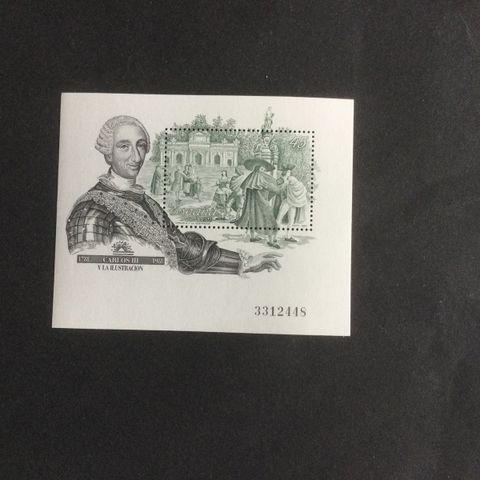 1788 CARLOS III 1988
Y LA ILUSTRACION
3312448